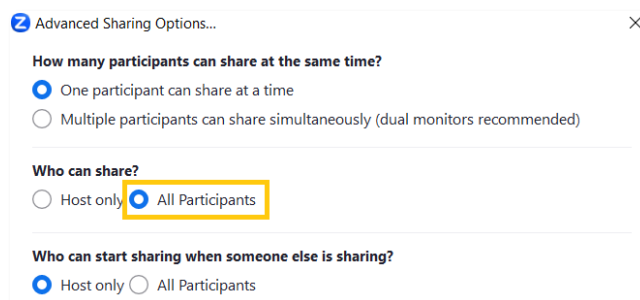 Advanced Sharing Options...
How many participants can share at the same time?
One participant can share at a time
Multiple participants can share simultaneously (dual monitors recommended)
Who can share?
Host only All Participants
Who can start sharing when someone else is sharing?
Host only All Participants